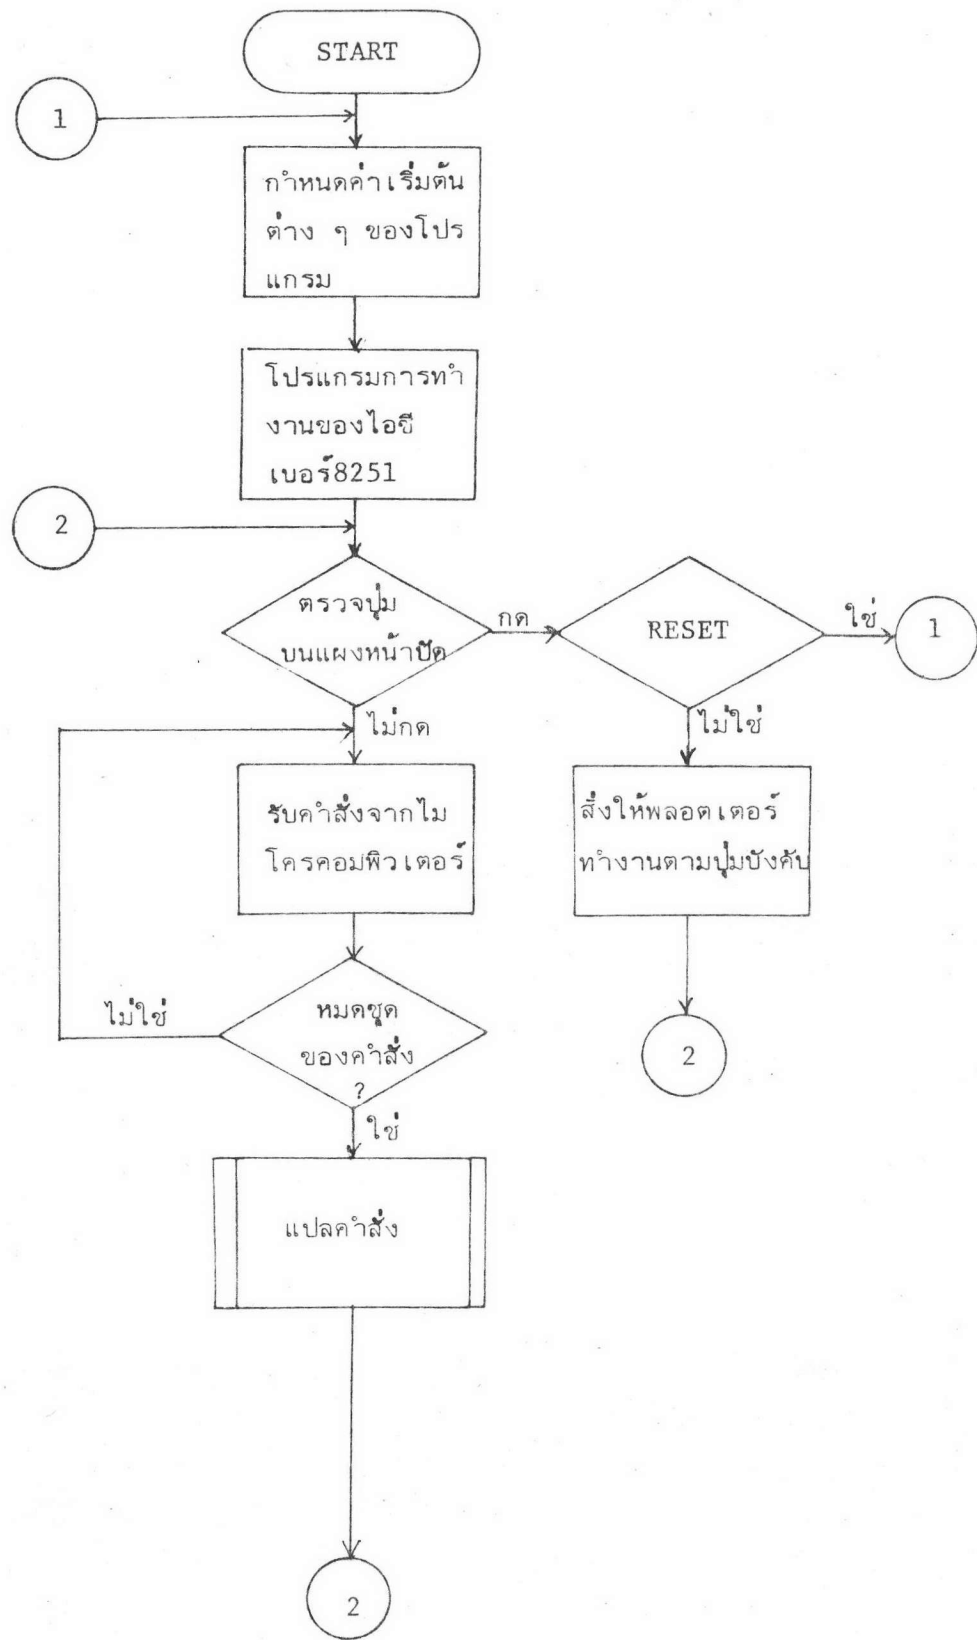 START
1
กำหนดค่าเริ่มต้น
ต่าง ๆ ของโปร
แกรม
โปรแกรมการทำ
งานของไอซี
เบอร์8251
2
ตรวจปุ่ม
บนแผงหน้าปัด
กด
RESET
ใช่
1
ไม่กด
ไม่ใช่
รับคำสั่งจากไม
โครคอมพิวเตอร์
สั่งให้พลอตเตอร์
ทำงานตามปุ่มบังคับ
ไม่ใช่
หมดชุด
ของคำสั่ง
?
2
ใช่
แปลคำสั่ง
2